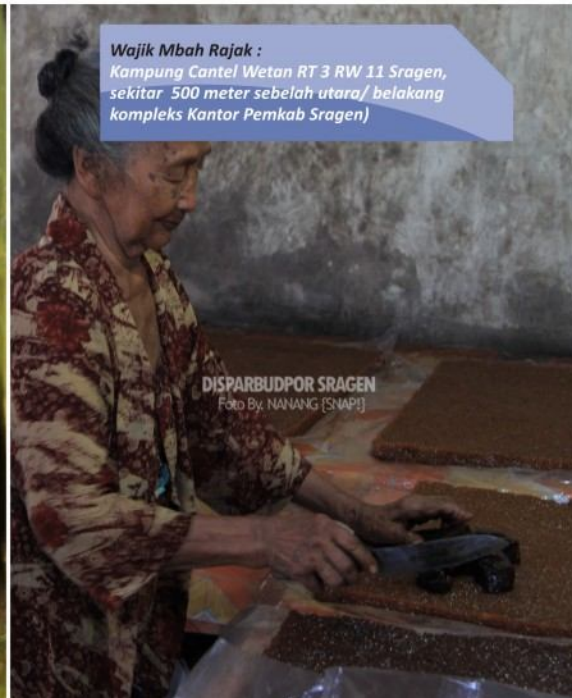 Wajik Mbah Rajak :
Kampung Cantel Wetan RT 3 RW 11 Sragen,
sekitar 500 meter sebelah utara/ belakang
kompleks Kantor Pemkab Sragen)
DISPARBUDPOR SRAGEN
Foto By. NANANG [SNAP!]